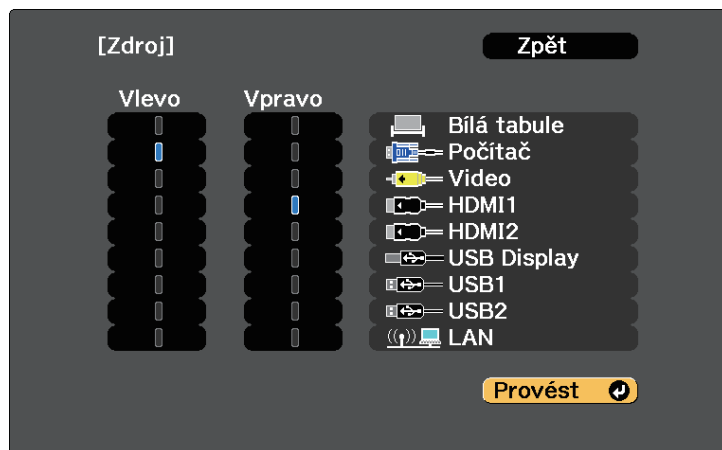 [Zdroj]
Zpět
Vlevo Vpravo
Bílá tabule
Počítač
Video
HDMI1
HDMI2
USB Display
USB1
USB2
LAN
Provést